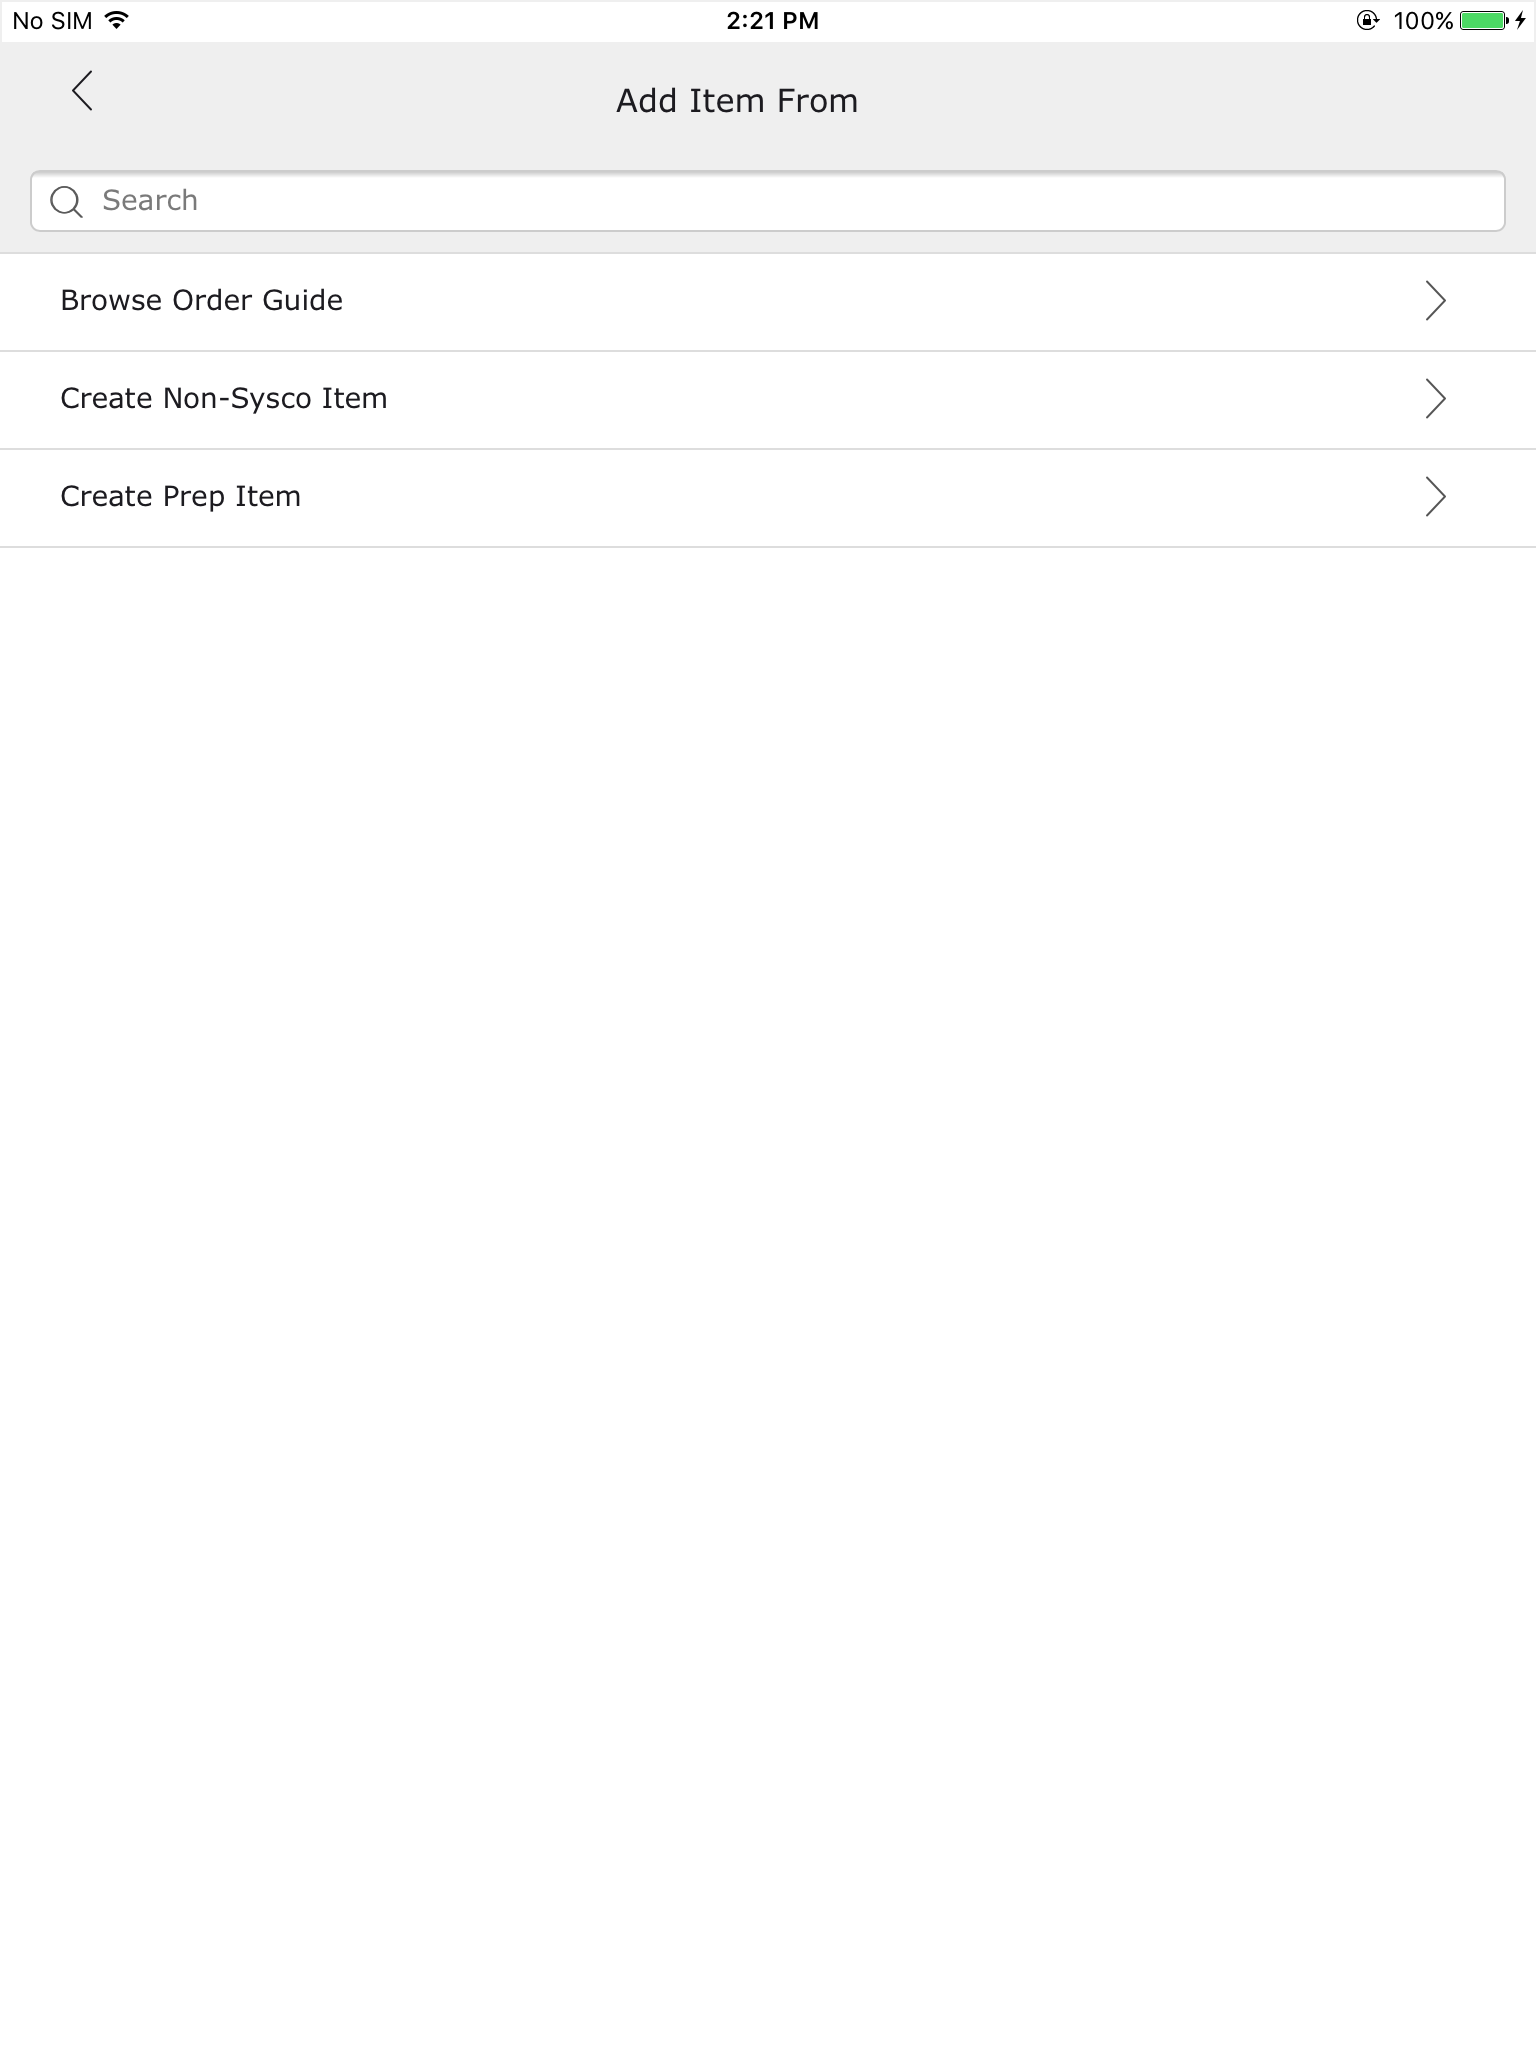 No SIM 2:21 PM 100%
Add Item From
Search
Browse Order Guide
Create Non-Sysco Item
Create Prep Item